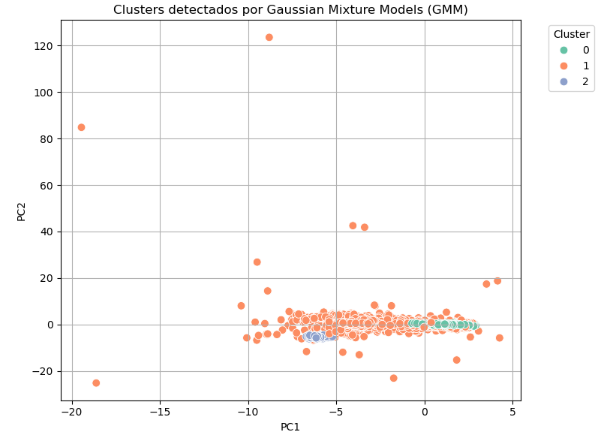 Clusters detectados por Gaussian Mixture Models (GMM)
Cluster
0
1
2
120
100
80
60
40
20
0
−20
PC2
−20 −15 −10 −5 0 5
PC1